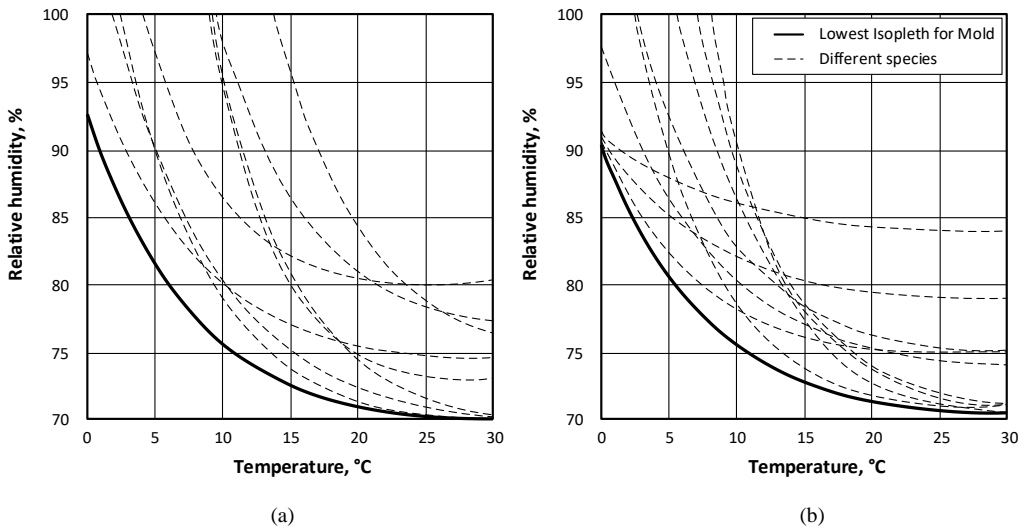 100
95
90
85
80
75
70
Relative humidity, %
0 5 10 15 20 25 30
Temperature, °C
(a)
100
95
90
85
80
75
70
Relative humidity, %
Lowest Isopleth for Mold
Different species
0 5 10 15 20 25 30
Temperature, °C
(b)